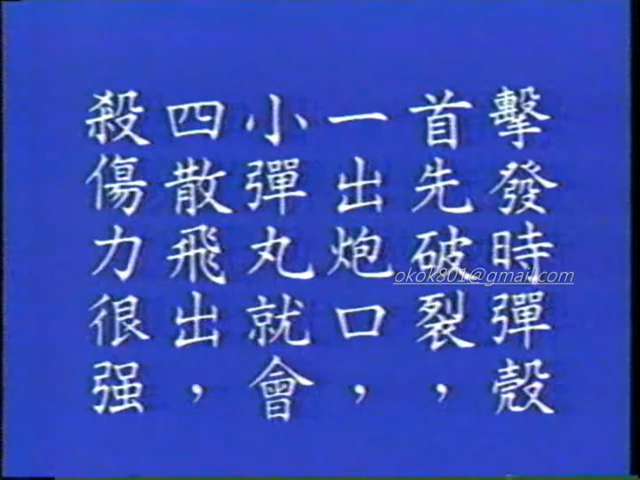 擊發時彈殼
首先破裂，
一出炮口，
小彈丸就會
四散飛出，
殺傷力很强
okok801@gmail.com